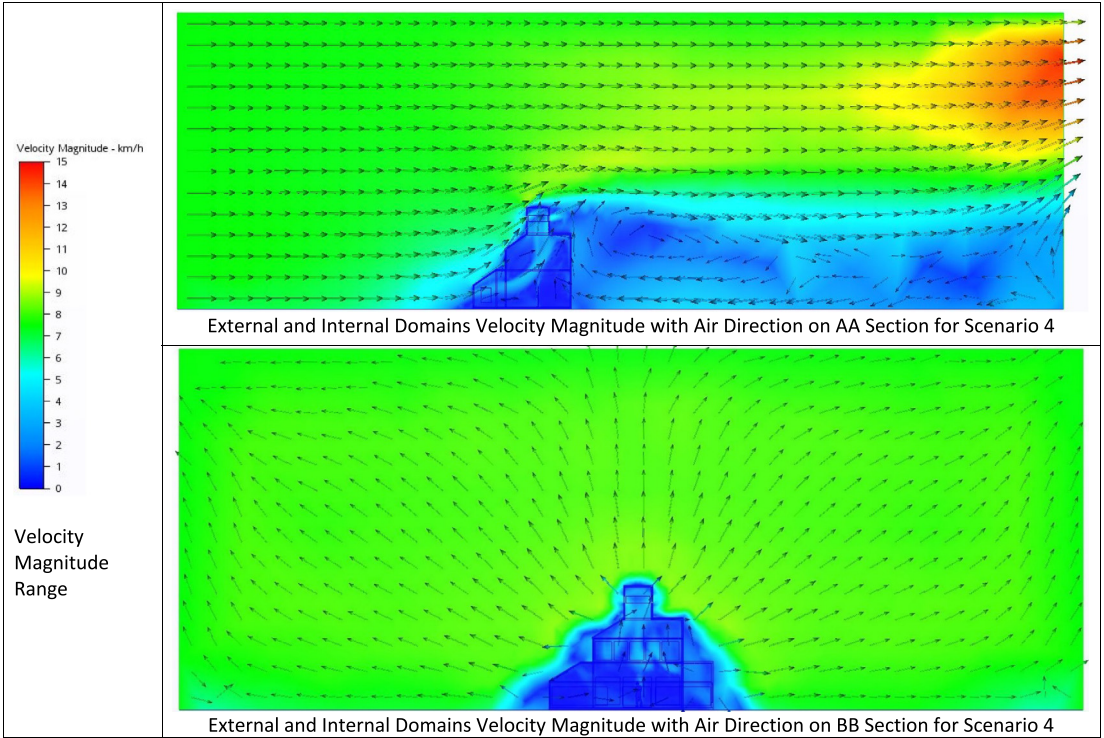 External and Internal Domains Velocity Magnitude with Air Direction on AA Section for Scenario 4
Velocity Magnitude - km/h
15
14
13
12
11
10
9
8
7
6
5
4
3
2
1
0
Velocity
Magnitude
Range
External and Internal Domains Velocity Magnitude with Air Direction on BB Section for Scenario 4